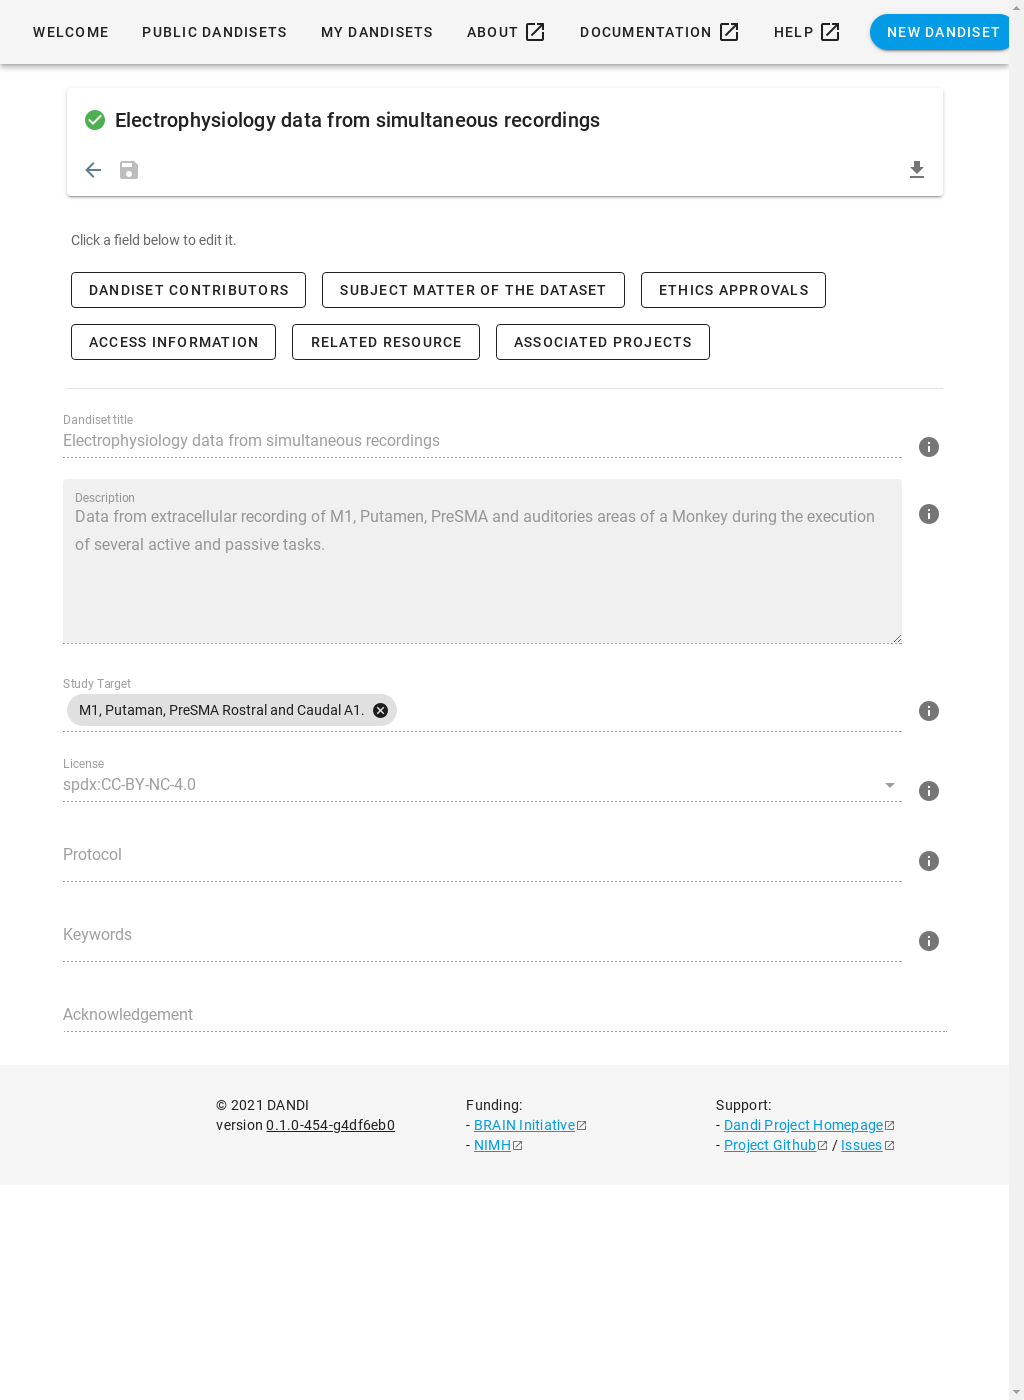 WELCOME PUBLIC DANDISETS MY DANDISETS ABOUT DOCUMENTATION HELP NEW DANDISET
Electrophysiology data from simultaneous recordings
Click a field below to edit it.
DANDISET CONTRIBUTORS SUBJECT MATTER OF THE DATASET ETHICS APPROVALS
ACCESS INFORMATION RELATED RESOURCE ASSOCIATED PROJECTS
Dandiset title
Electrophysiology data from simultaneous recordings
Description
Data from extracellular recording of M1, Putamen, PreSMA and auditories areas of a Monkey during the execution
of several active and passive tasks.
Study Target
M1, Putaman, PreSMA Rostral and Caudal A1.
License
spdx:CC-BY-NC-4.0
Protocol
Keywords
Acknowledgement
© 2021 DANDI
version 0.1.0-454-g4df6eb0
Funding:
- BRAIN Initiative
- NIMH
Support:
- Dandi Project Homepage
- Project Github / Issues